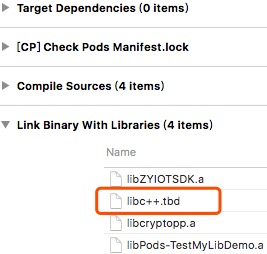 Target Dependencies (0 items)
[CP] Check Pods Manifest.lock
Compile Sources (4 items)
Link Binary With Libraries (4 items)
Name
libZYIOTSDK.a
libc++.tbd
libcryptopp.a
libPods-TestMyLibDemo.a